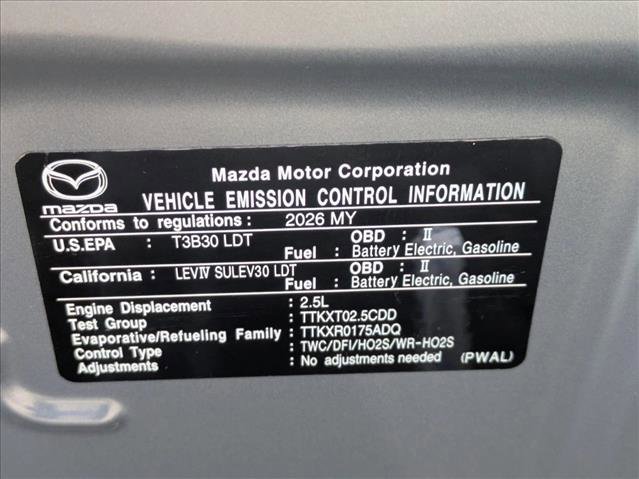 Mazda Motor Corporation
mazda VEHICLE EMISSION CONTROL INFORMATION
Conforms to regulations : 2026 MY
U.S.EPA : T3B30 LDT OBD : II
Fuel : Battery Electric, Gasoline
California : LEVIV SULEV30 LDT OBD : II
Fuel : Battery Electric, Gasoline
Engine Displacement : 2.5L
Test Group : TTKXT02.5CDD
Evaporative/Refueling Family : TTKXR0175ADQ
Control Type : TWC/DFI/HO2S/WR-HO2S
Adjustments : No adjustments needed (PWAL)